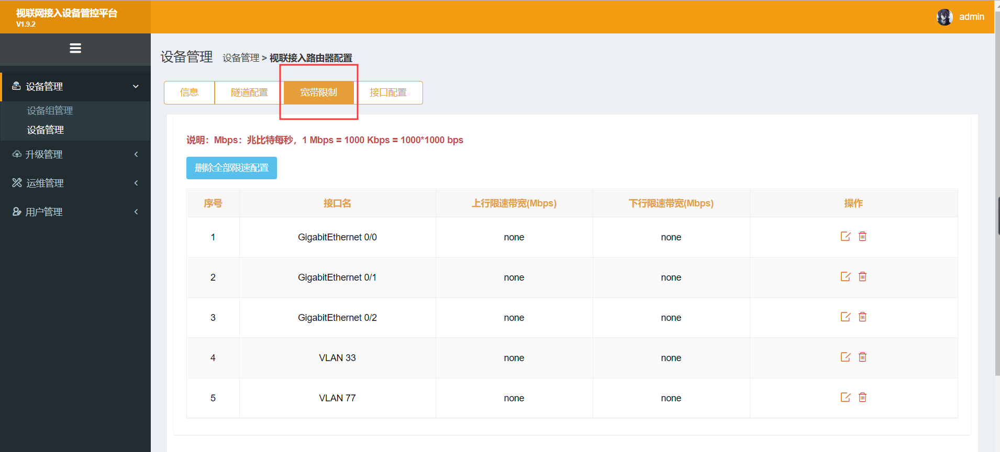 视联网接入设备管控平台
V1.9.2
admin
设备管理
设备组管理
设备管理
升级管理
运维管理
用户管理
设备管理 设备管理 > 视联接入路由器配置
信息 隧道配置 宽带限制 接口配置
说明：Mbps：兆比特每秒，1 Mbps = 1000 Kbps = 1000*1000 bps
删除全部限速配置
序号 接口名 上行限速带宽(Mbps) 下行限速带宽(Mbps) 操作
1 GigabitEthernet 0/0 none none
2 GigabitEthernet 0/1 none none
3 GigabitEthernet 0/2 none none
4 VLAN 33 none none
5 VLAN 77 none none